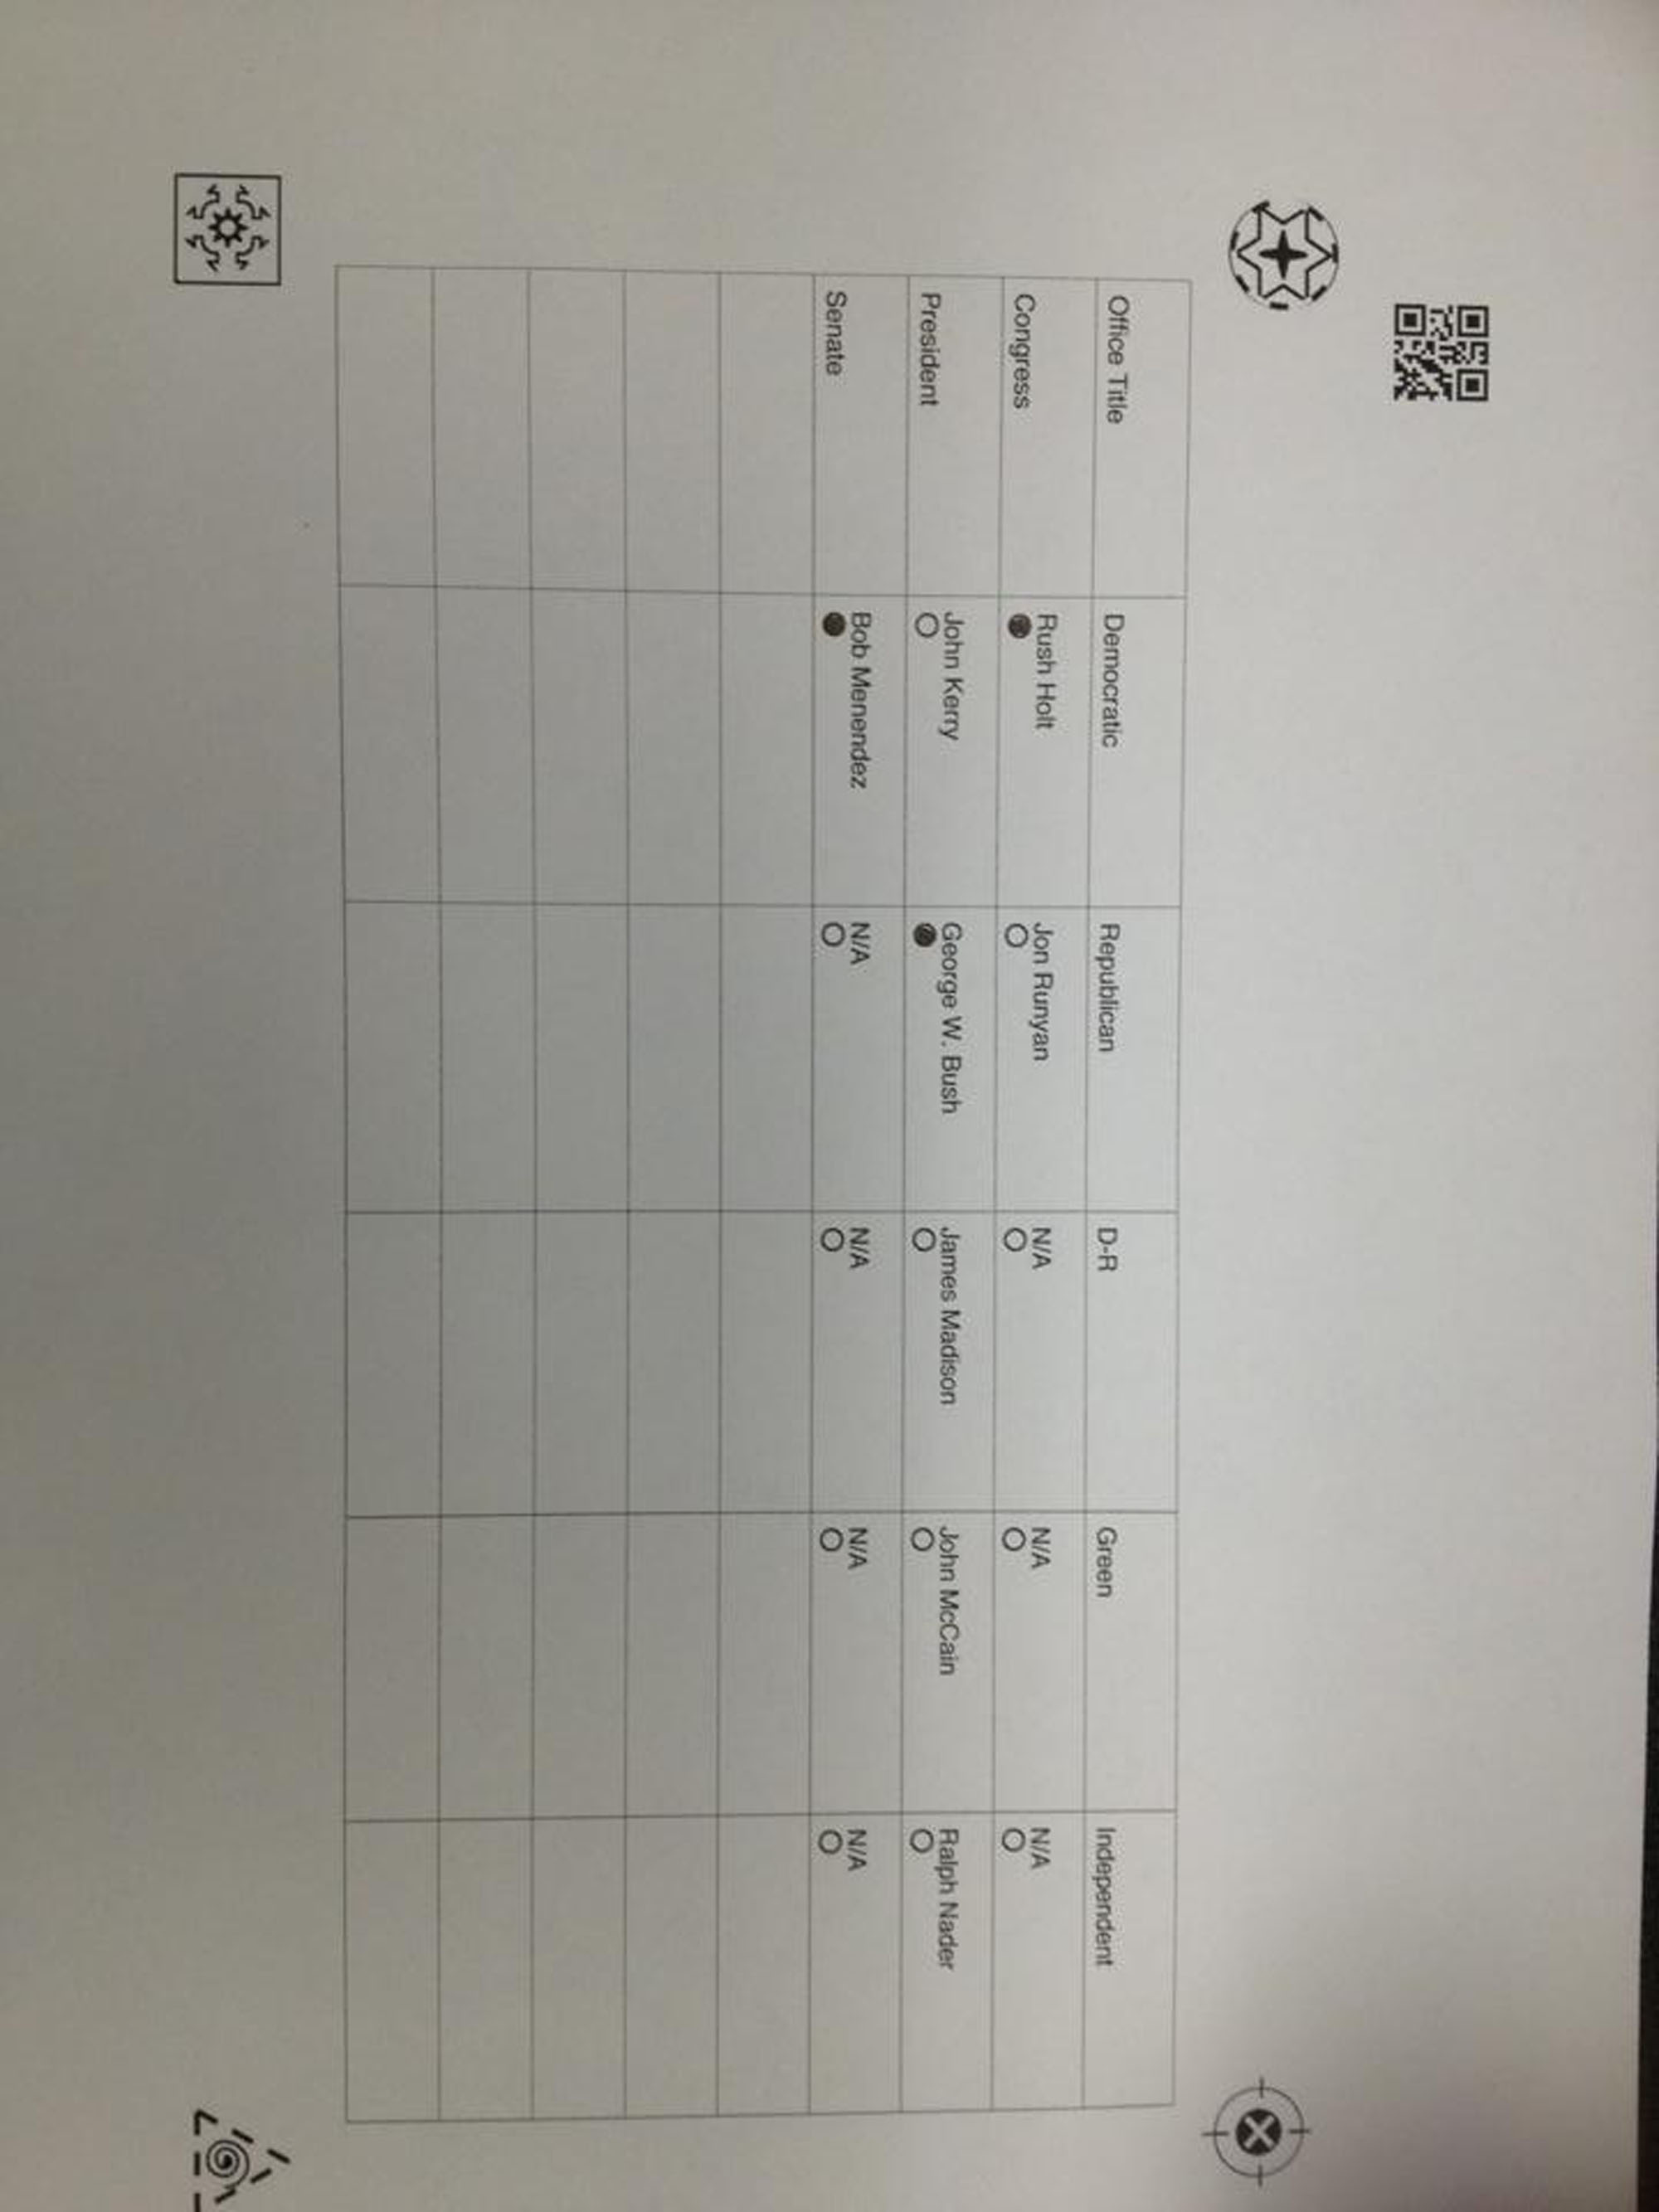 Office Title Democratic Republican D-R Green Independent
Congress Rush Holt Jon Runyan N/A N/A N/A
President John Kerry George W. Bush James Madison John McCain Ralph Nader
Senate Bob Menendez N/A N/A N/A N/A